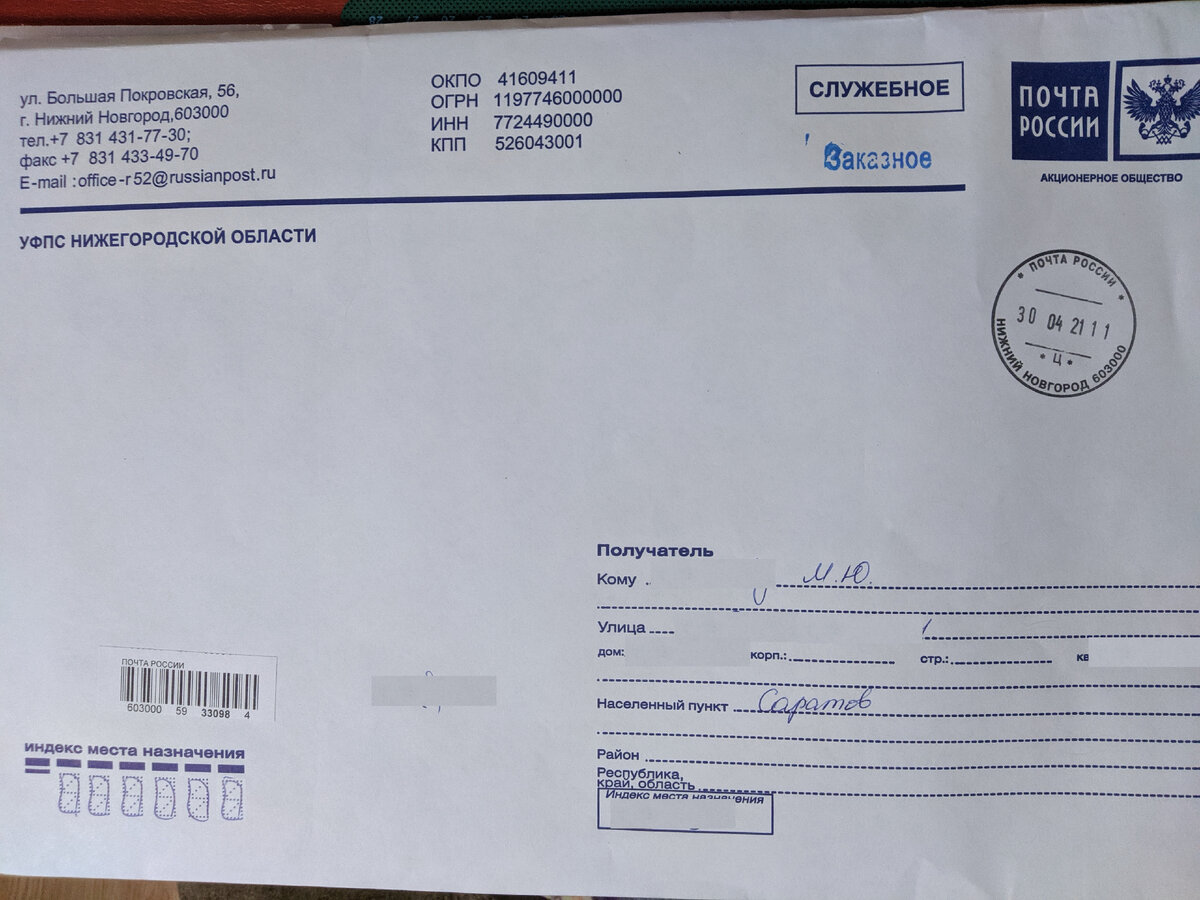 ул. Большая Покровская, 56,
г. Нижний Новгород,603000
тел.+7 831 431-77-30;
факс +7 831 433-49-70
E-mail :office-r52@russianpost.ru
ОКПО 41609411
ОГРН 1197746000000
ИНН 7724490000
КПП 526043001
СЛУЖЕБНОЕ
Заказное
ПОЧТА
РОССИИ
АКЦИОНЕРНОЕ ОБЩЕСТВО
УФПС НИЖЕГОРОДСКОЙ ОБЛАСТИ
* ПОЧТА РОССИИ *
30 04 21 11
* Ц *
НИЖНИЙ НОВГОРОД 603000
Получатель
Кому М.Ю.
Улица
дом: корп.: стр.: кв
Населенный пункт Саратов
Район
Республика,
край, область
Индекс места назначения
ПОЧТА РОССИИ
603000 59 33098 4
индекс места назначения